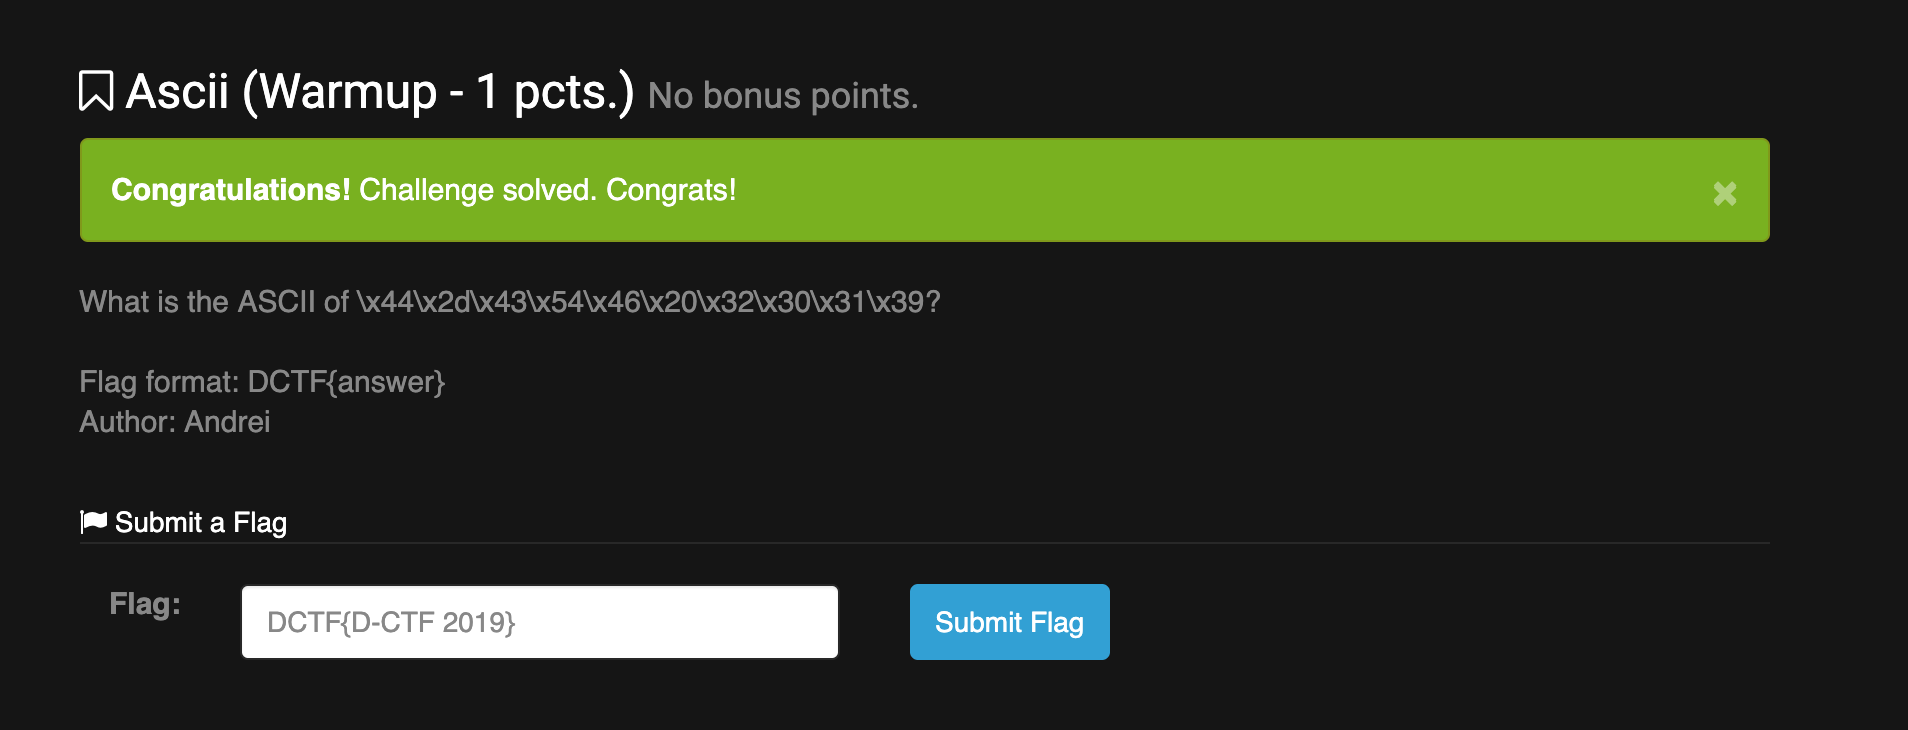 Ascii (Warmup - 1 pcts.) No bonus points.
Congratulations! Challenge solved. Congrats!
What is the ASCII of \x44\x2d\x43\x54\x46\x20\x32\x30\x31\x39?
Flag format: DCTF{answer}
Author: Andrei
Submit a Flag
Flag: DCTF{D-CTF 2019} Submit Flag